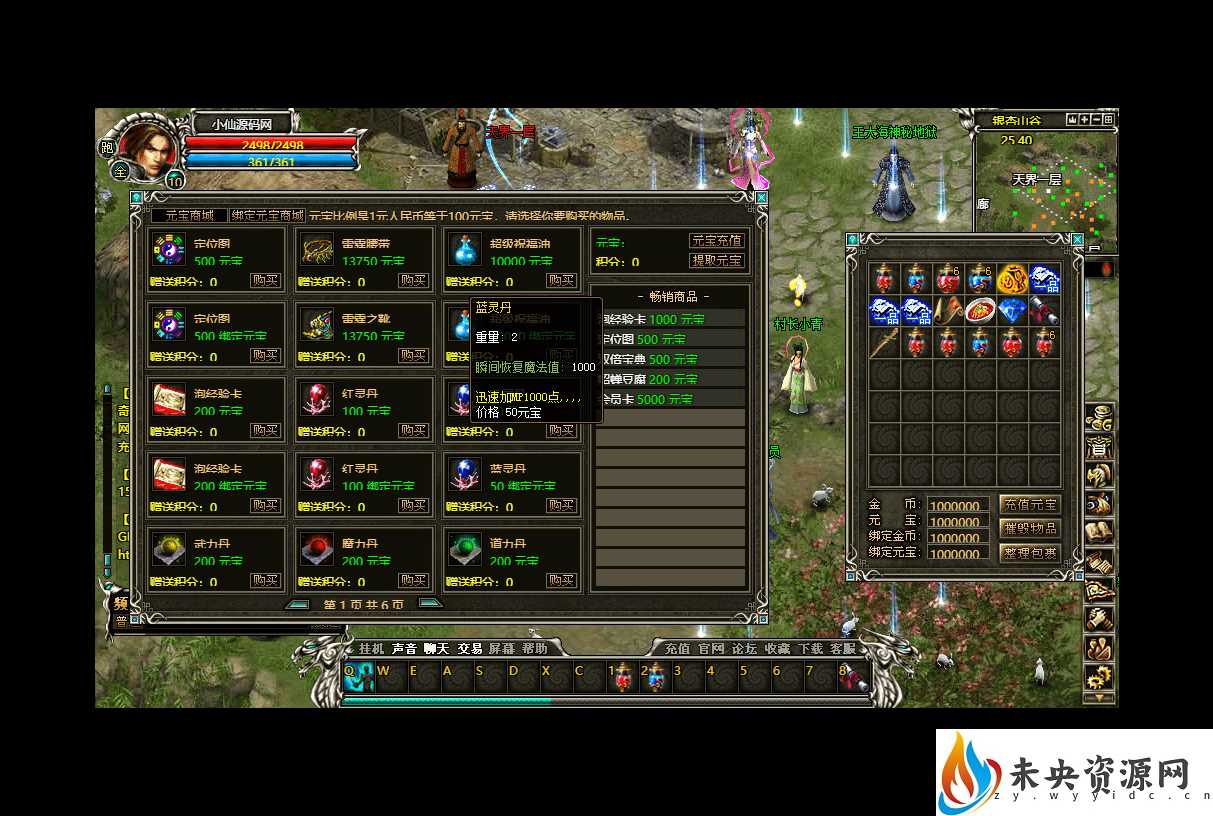 小仙源码网
2498/2498
361/361
跑
全
10
天界一层
王大海神秘地狱
银杏山谷
25:40
天界一层
廊
元宝商城 绑定元宝商城 元宝比例是1元人民币等于100元宝，请选择你要购买的物品。
定位图
500 元宝
赠送积分: 0 购买
雷霆腰带
13750 元宝
赠送积分: 0 购买
超级祝福油
10000 元宝
赠送积分: 0 购买
元宝: 元宝充值
积分: 0 提取元宝
定位图
500 绑定元宝
赠送积分: 0 购买
雷霆之靴
13750 元宝
赠送积分: 0 购买
蓝灵丹
重量: 2
瞬间恢复魔法值: 1000
迅速加MP1000点,,,,
价格 50元宝
- 畅销商品 -
泡经验卡 1000 元宝
定位图 500 元宝
双倍宝典 500 元宝
招蝉豆腐 200 元宝
会员卡 5000 元宝
泡经验卡
200 元宝
赠送积分: 0 购买
红灵丹
100 元宝
赠送积分: 0 购买
赠送积分: 0 购买
泡经验卡
200 绑定元宝
赠送积分: 0 购买
红灵丹
100 绑定元宝
赠送积分: 0 购买
蓝灵丹
50 绑定元宝
赠送积分: 0 购买
武力丹
200 元宝
赠送积分: 0 购买
魔力丹
200 元宝
赠送积分: 0 购买
道力丹
200 元宝
赠送积分: 0 购买
第 1 页 共 6 页
村长小青
员
金 币: 1000000 充值元宝
元 宝: 1000000 摧毁物品
绑定金币: 1000000
绑定元宝: 1000000 整理包裹
频
普
挂机 声音 聊天 交易 屏幕 帮助
充值 官网 论坛 收藏 下载 客服
Q W E A S D X C 1 2 3 4 5 6 7 8
未央资源网
zy.wyyidc.cn